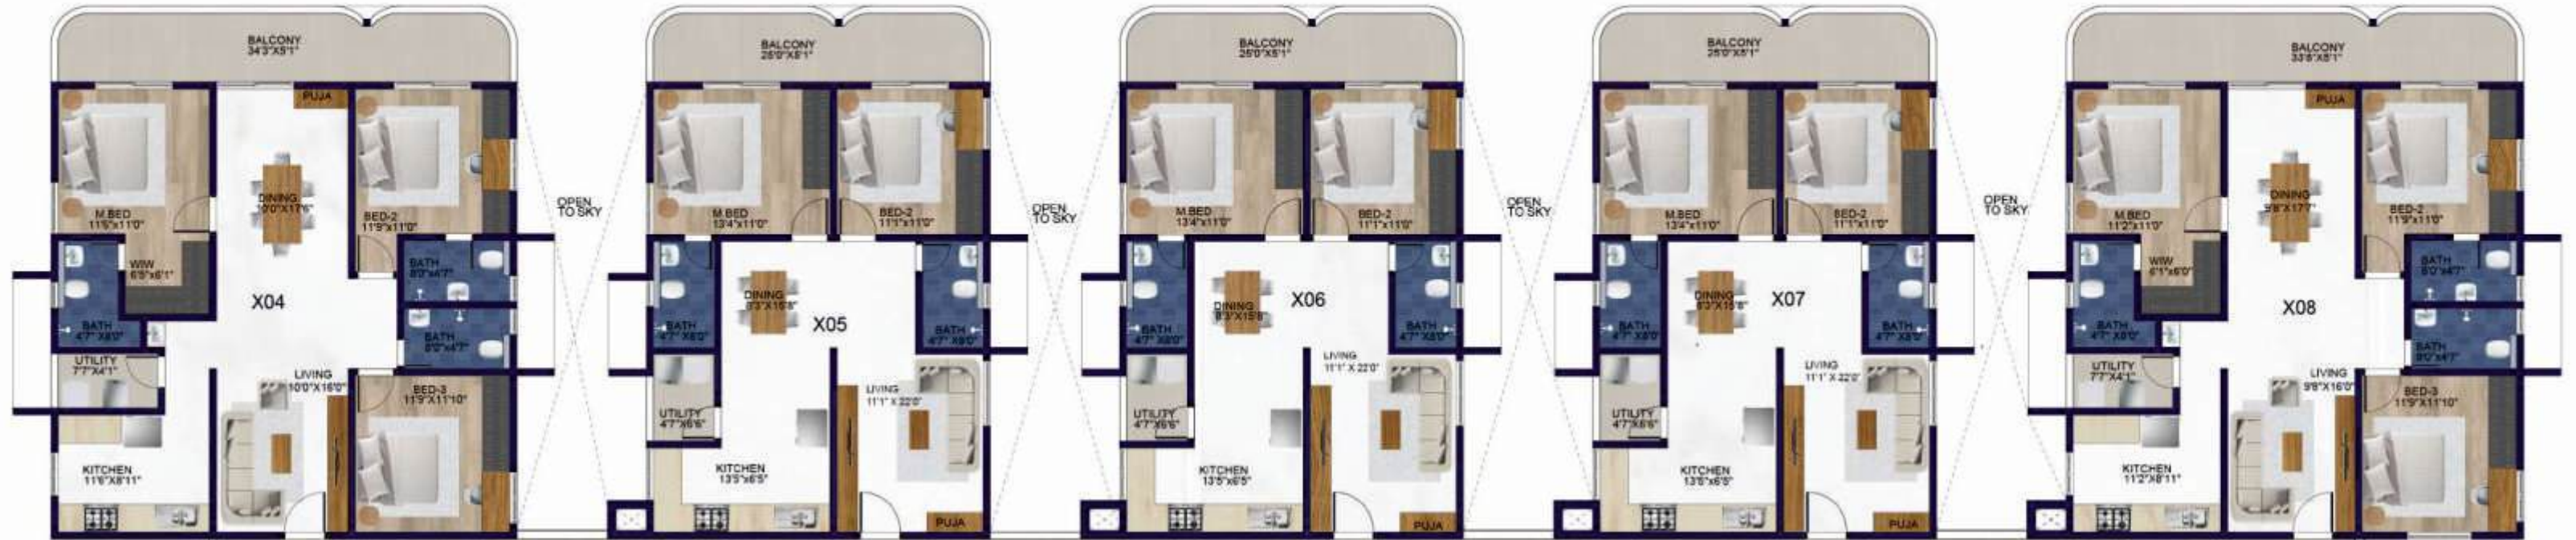 BALCONY
34'3"X5'1"
PUJA
M.BED
11'6"x11'0"
DINING
10'0"X17'6"
BED-2
11'9"x11'0"
WIW
6'5"x6'1"
BATH
8'0"x4'7"
X04
BATH
4'7" X8'0"
BATH
8'0"x4'7"
UTILITY
7'7"X4'1"
LIVING
10'0"X16'0"
BED-3
11'9"X11'10"
KITCHEN
11'6"X8'11"
OPEN
TO SKY
BALCONY
25'0"X5'1"
M.BED
13'4"x11'0"
BED-2
11'1"x11'0"
DINING
8'3"X15'8"
X05
BATH
4'7" X8'0"
BATH
4'7" X8'0"
LIVING
11'1" X 22'0"
UTILITY
4'7"X6'6"
KITCHEN
13'5"x6'5"
PUJA
OPEN
TO SKY
BALCONY
25'0"X5'1"
M.BED
13'4"x11'0"
BED-2
11'1"x11'0"
DINING
8'3"X15'8"
X06
BATH
4'7" X8'0"
BATH
4'7" X8'0"
LIVING
11'1" X 22'0"
UTILITY
4'7"X6'6"
KITCHEN
13'5"x6'5"
PUJA
OPEN
TO SKY
BALCONY
25'0"X5'1"
M.BED
13'4"x11'0"
BED-2
11'1"x11'0"
DINING
8'3"X15'8"
X07
BATH
4'7" X8'0"
BATH
4'7" X8'0"
LIVING
11'1" X 22'0"
UTILITY
4'7"X6'6"
KITCHEN
13'5"x6'5"
PUJA
OPEN
TO SKY
BALCONY
33'8"X5'1"
PUJA
M.BED
11'2"x11'0"
DINING
9'8"X17'7"
BED-2
11'9"x11'0"
WIW
6'1"x6'0"
BATH
8'0"x4'7"
X08
BATH
4'7" X8'0"
BATH
8'0"x4'7"
UTILITY
7'7"X4'1"
LIVING
9'8"X16'0"
BED-3
11'9"X11'10"
KITCHEN
11'2"X8'11"